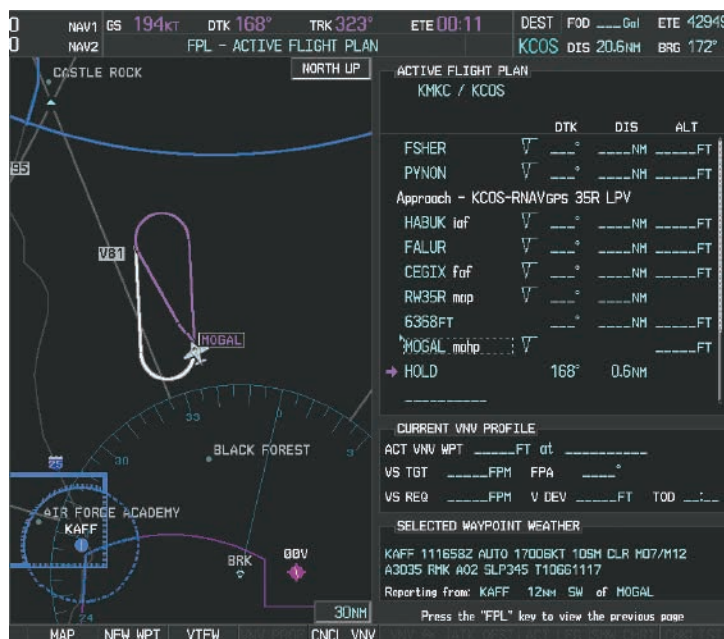 NAV1 GS 194KT DTK 168° TRK 323° ETE 00:11 DEST FOD ___Gal ETE 42949
NAV2 FPL - ACTIVE FLIGHT PLAN KCOS DIS 20.6NM BRG 172°
NORTH UP
CASTLE ROCK
V81
MOGAL
33
0
30
3
BLACK FOREST
25
AIR FORCE ACADEMY
KAFF
BRK
00V
24
30NM
ACTIVE FLIGHT PLAN
KMKC / KCOS
DTK DIS ALT
FSHER ___° ____NM _____FT
PYNON ___° ____NM _____FT
Approach - KCOS-RNAVGPS 35R LPV
HABUK iaf ___° ____NM _____FT
FALUR ___° ____NM _____FT
CEGIX faf ___° ____NM _____FT
RW35R map ___° ____NM
6368FT ___° ____NM _____FT
MOGAL mahp _____FT
HOLD 168° 0.6NM
__________
CURRENT VNV PROFILE
ACT VNV WPT _____FT at __________
VS TGT _____FPM FPA ____°
VS REQ _____FPM V DEV _____FT TOD __:__
SELECTED WAYPOINT WEATHER
KAFF 111658Z AUTO 17006KT 10SM CLR M07/M12
A3035 RMK AO2 SLP345 T10661117
Reporting from: KAFF 12NM SW of MOGAL
Press the "FPL" key to view the previous page
MAP NEW WPT VIEW CNCL VNV